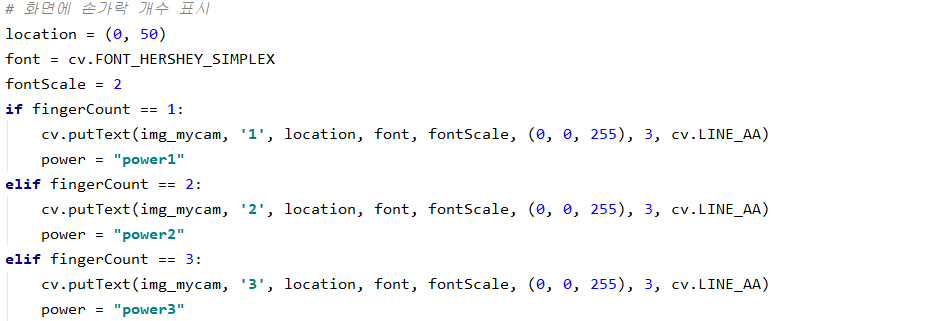 # 화면에 손가락 개수 표시
location = (0, 50)
font = cv.FONT_HERSHEY_SIMPLEX
fontScale = 2
if fingerCount == 1:
    cv.putText(img_mycam, '1', location, font, fontScale, (0, 0, 255), 3, cv.LINE_AA)
    power = "power1"
elif fingerCount == 2:
    cv.putText(img_mycam, '2', location, font, fontScale, (0, 0, 255), 3, cv.LINE_AA)
    power = "power2"
elif fingerCount == 3:
    cv.putText(img_mycam, '3', location, font, fontScale, (0, 0, 255), 3, cv.LINE_AA)
    power = "power3"